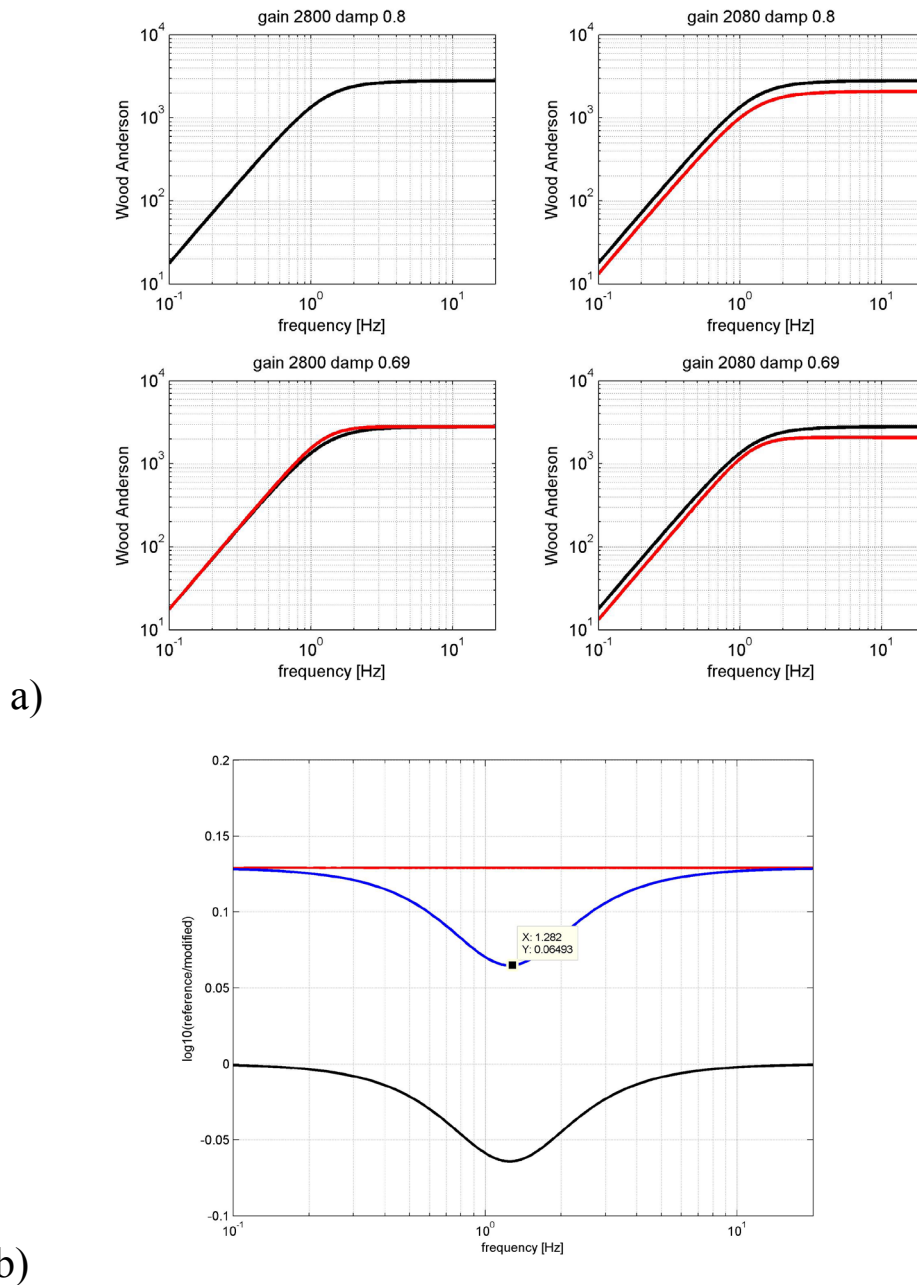 gain 2800 damp 0.8
10^4
10^3
10^2
10^1
10^-1
10^0
10^1
Wood Anderson
frequency [Hz]
gain 2080 damp 0.8
10^4
10^3
10^2
10^1
10^-1
10^0
10^1
Wood Anderson
frequency [Hz]
gain 2800 damp 0.69
10^4
10^3
10^2
10^1
10^-1
10^0
10^1
Wood Anderson
frequency [Hz]
gain 2080 damp 0.69
10^4
10^3
10^2
10^1
10^-1
10^0
10^1
Wood Anderson
frequency [Hz]
a)
0.2
0.15
0.1
0.05
0
-0.05
-0.1
10^-1
10^0
10^1
log10(reference/modified)
X: 1.282
Y: 0.06493
frequency [Hz]
b)